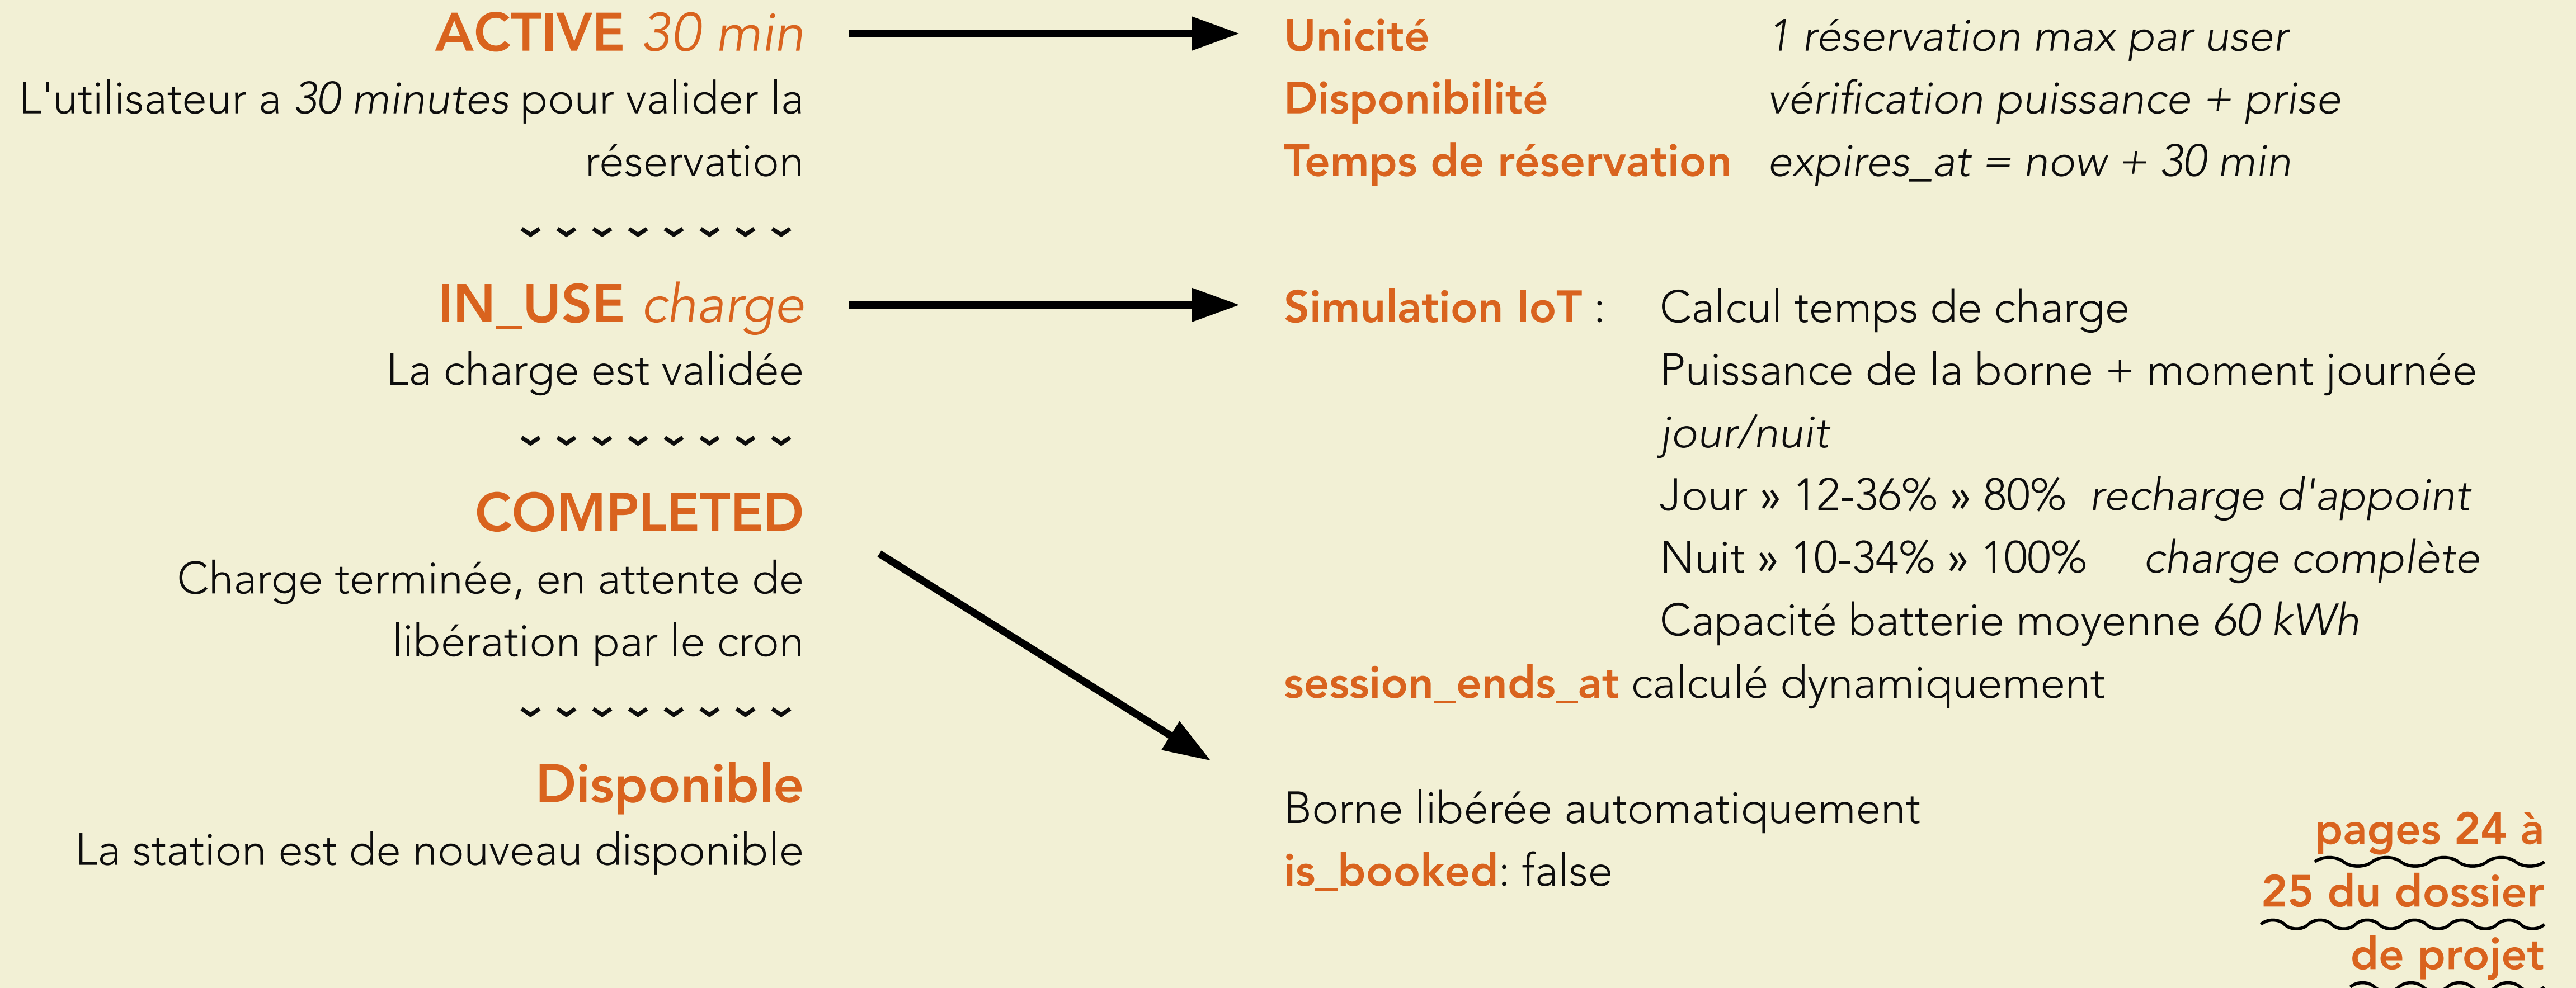 ACTIVE 30 min
L'utilisateur a 30 minutes pour valider la
réservation
IN_USE charge
La charge est validée
COMPLETED
Charge terminée, en attente de
libération par le cron
Disponible
La station est de nouveau disponible
Unicité 1 réservation max par user
Disponibilité vérification puissance + prise
Temps de réservation expires_at = now + 30 min
Simulation IoT : Calcul temps de charge
Puissance de la borne + moment journée
jour/nuit
Jour » 12-36% » 80% recharge d'appoint
Nuit » 10-34% » 100% charge complète
Capacité batterie moyenne 60 kWh
session_ends_at calculé dynamiquement
Borne libérée automatiquement
is_booked: false
pages 24 à
25 du dossier
de projet